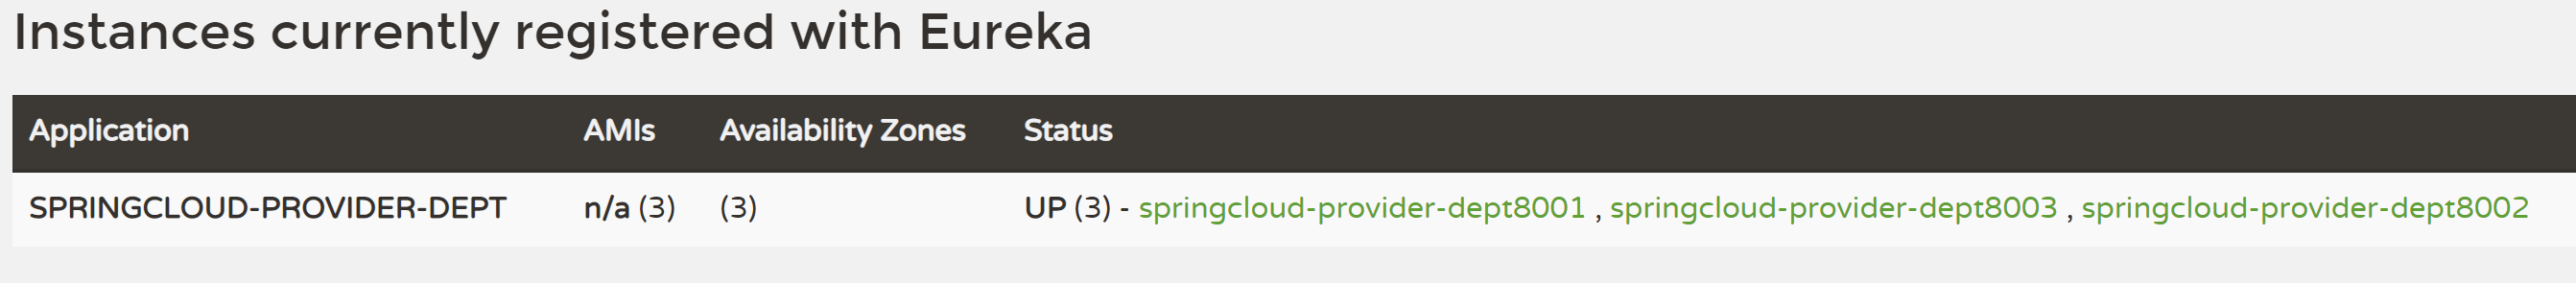 Instances currently registered with Eureka
Application AMIs Availability Zones Status
SPRINGCLOUD-PROVIDER-DEPT n/a (3) (3) UP (3) - springcloud-provider-dept8001 , springcloud-provider-dept8003 , springcloud-provider-dept8002